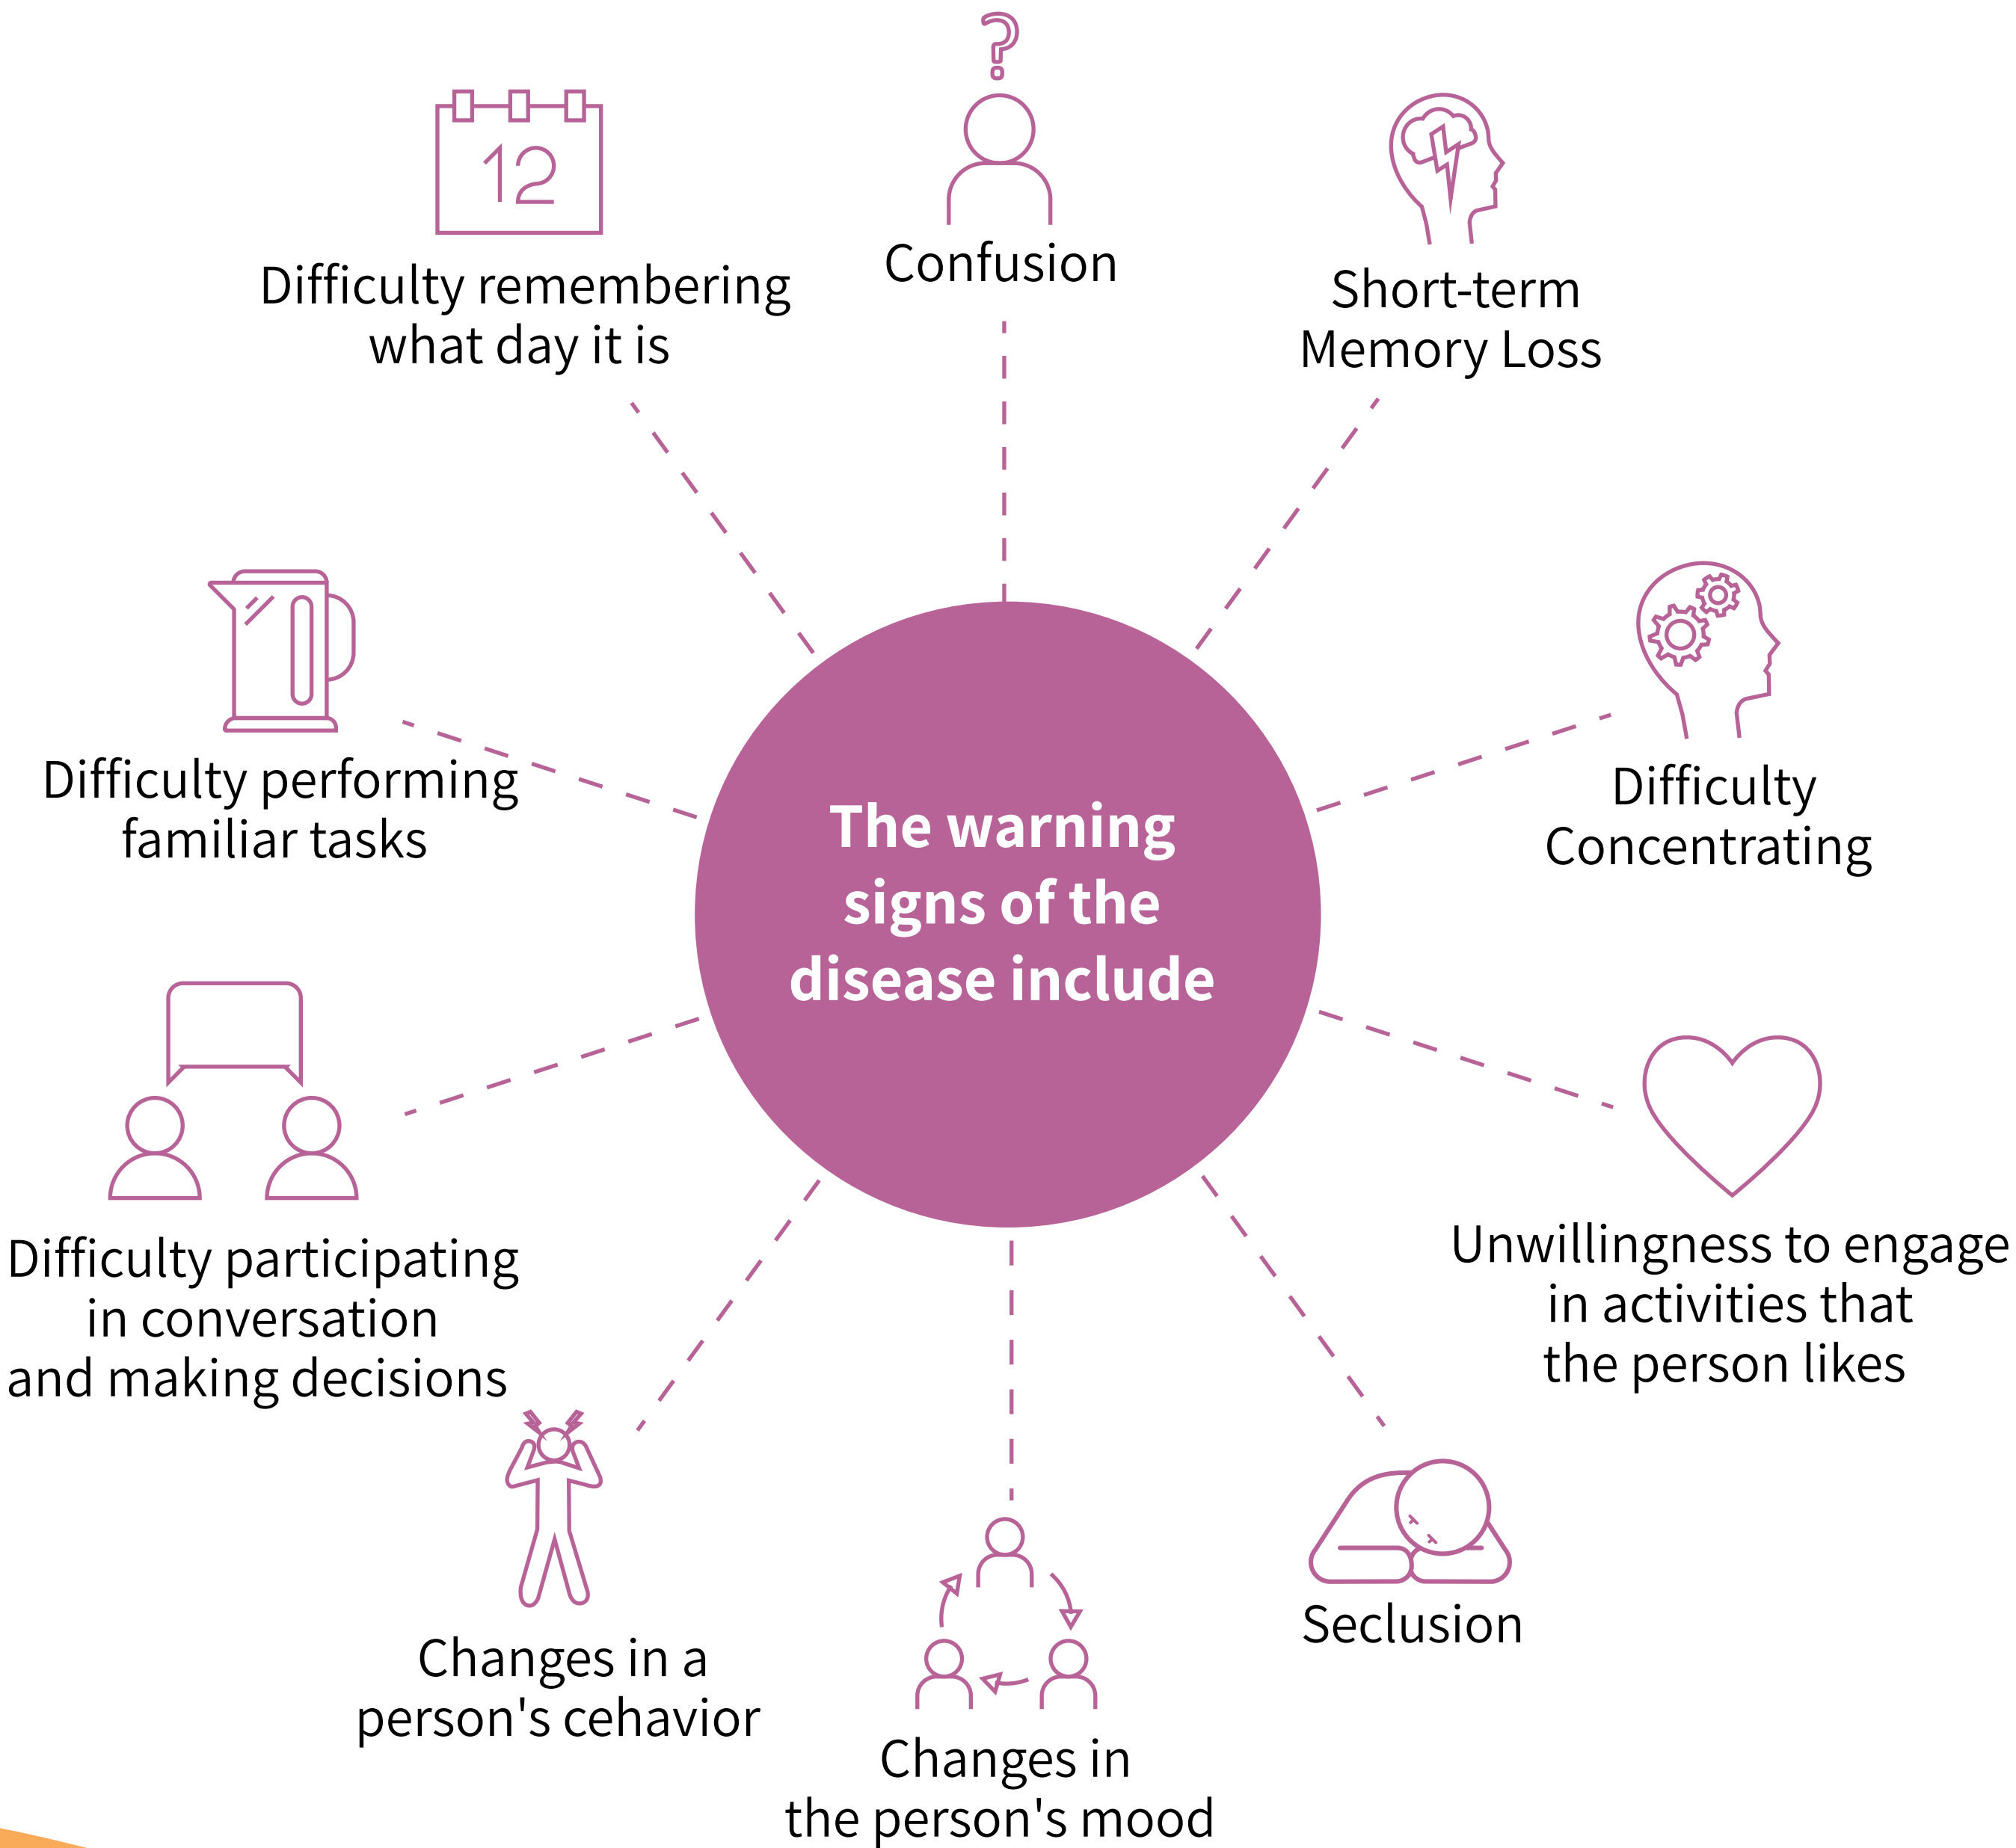 Confusion
Short-term
Memory Loss
Difficulty
Concentrating
Unwillingness to engage
in activities that
the person likes
Seclusion
Changes in
the person's mood
Changes in a
person's cehavior
Difficulty participating
in conversation
and making decisions
Difficulty performing
familiar tasks
12
Difficulty remembering
what day it is
?
The warning
signs of the
disease include